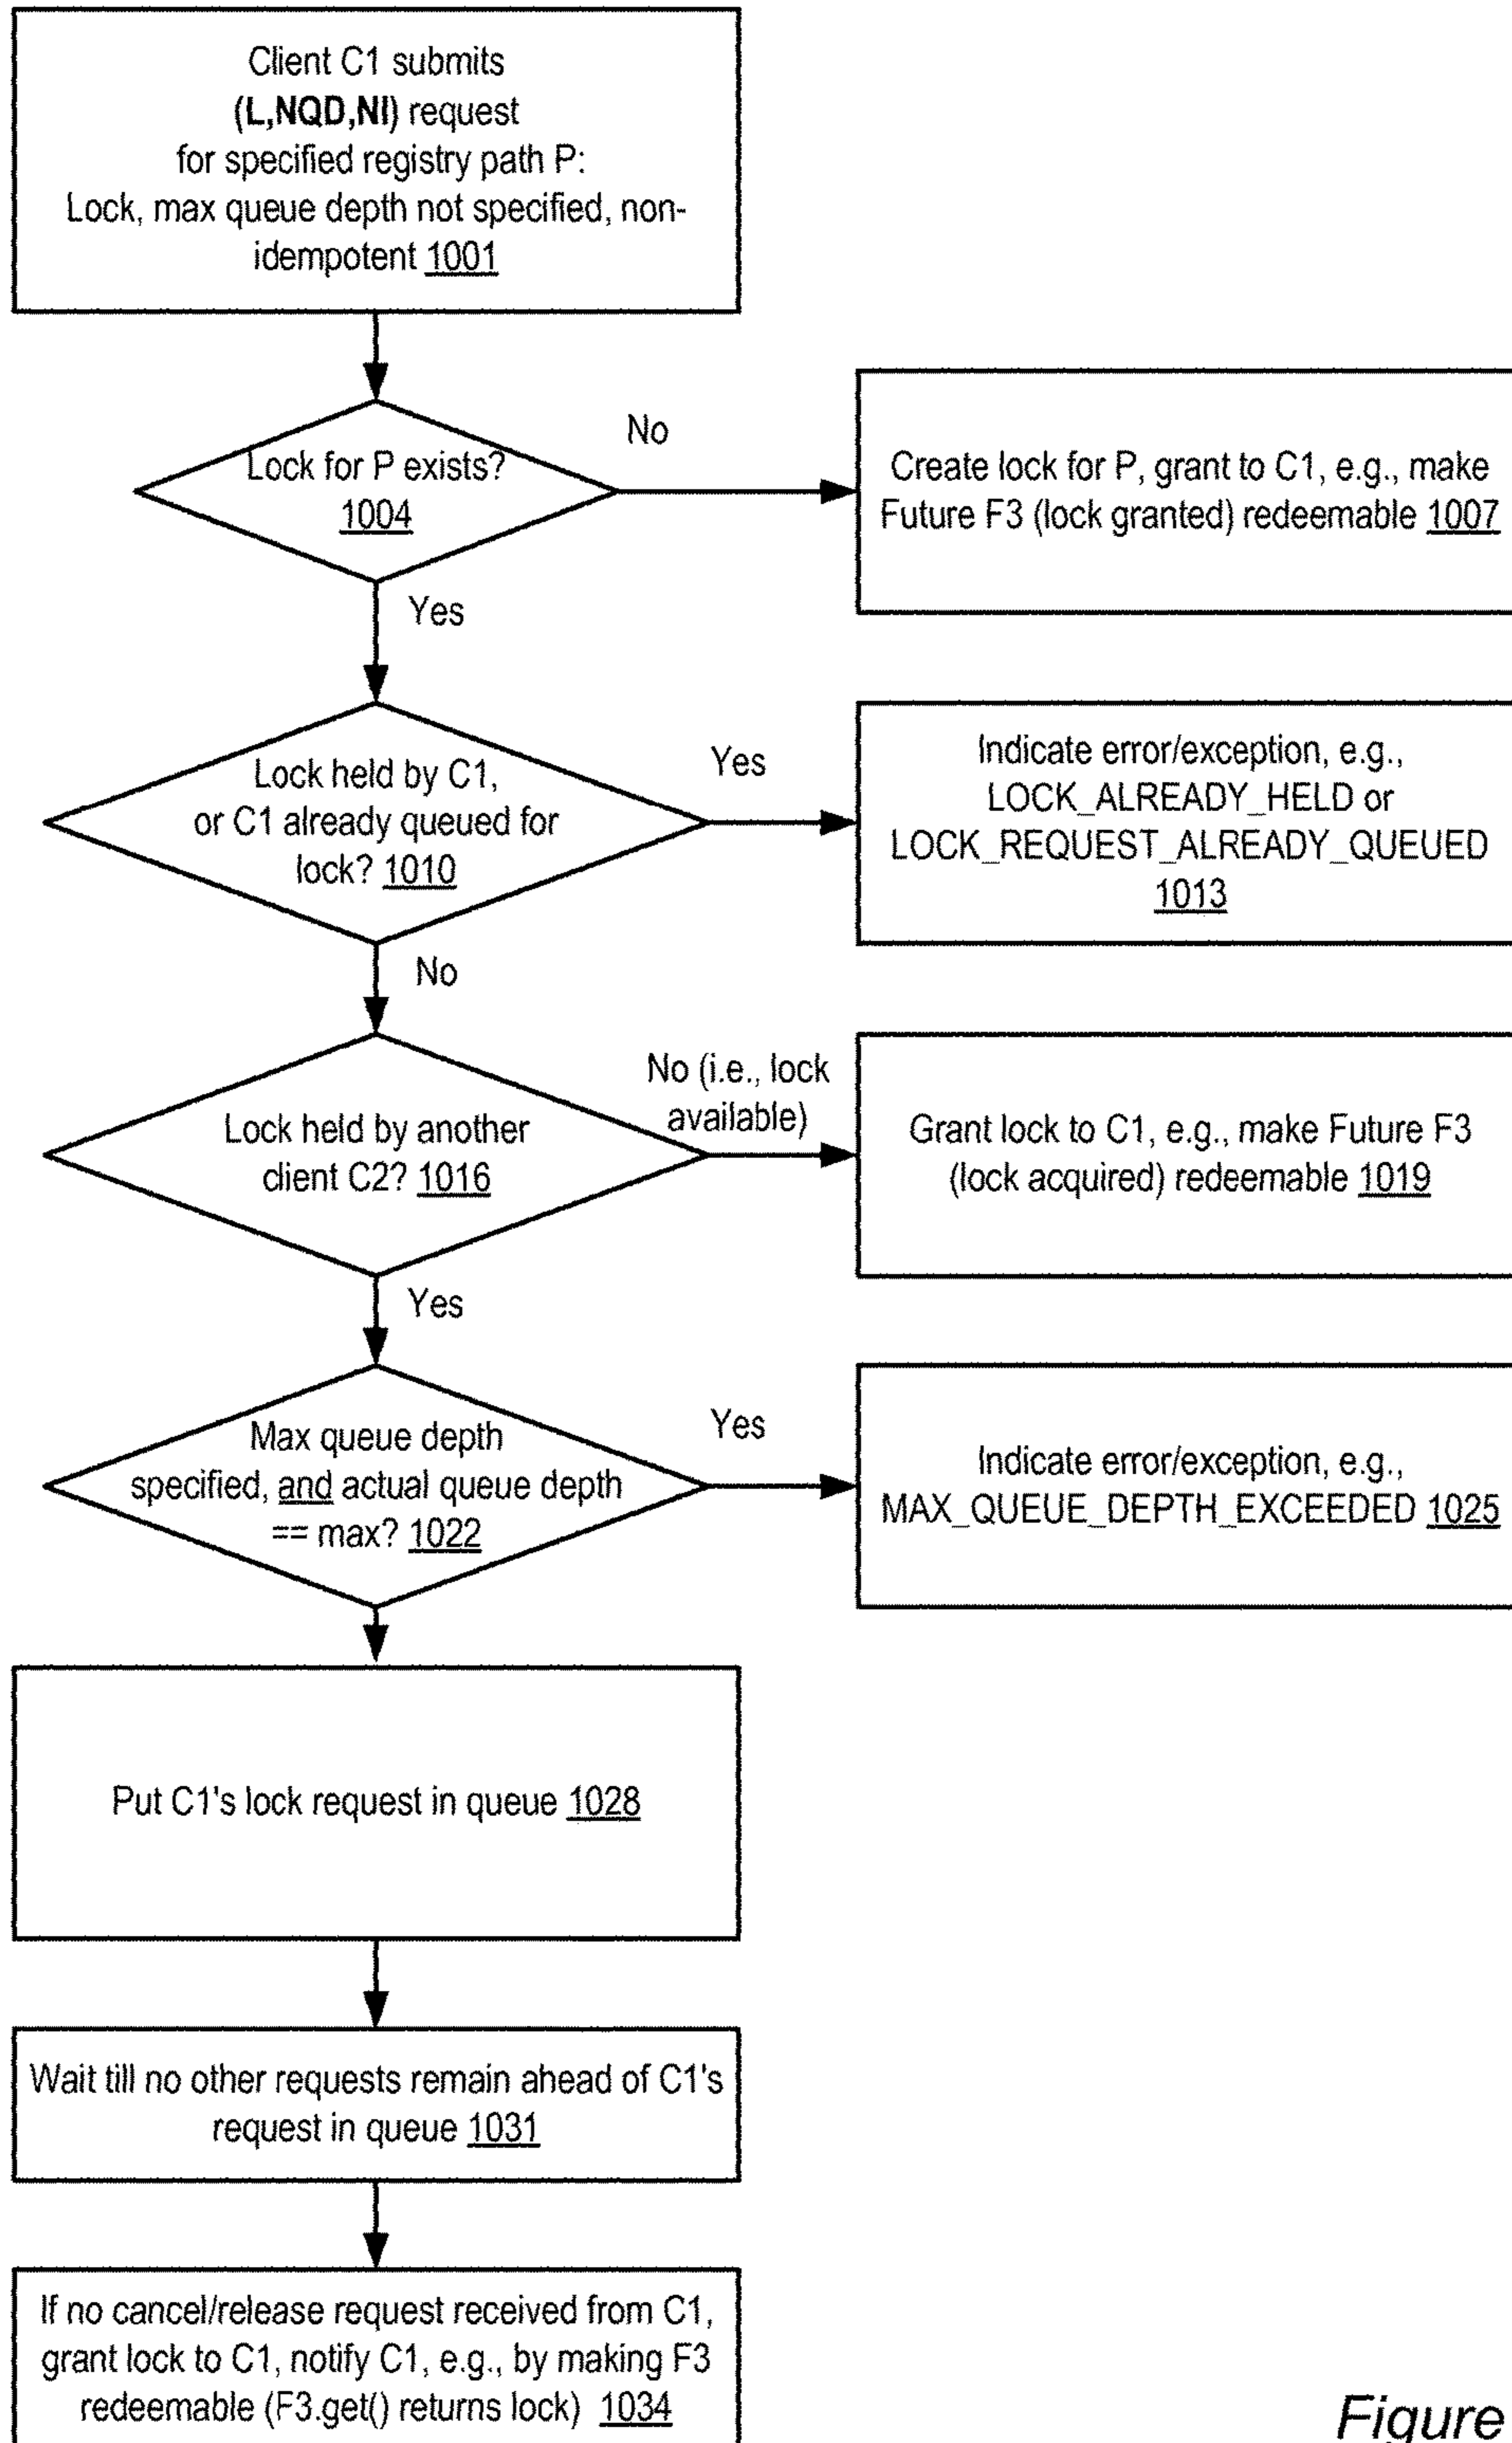 Client C1 submits
(L,NQD,NI) request
for specified registry path P:
Lock, max queue depth not specified, non-
idempotent 1001
Lock for P exists?
1004
No
Create lock for P, grant to C1, e.g., make
Future F3 (lock granted) redeemable 1007
Yes
Lock held by C1,
or C1 already queued for
lock? 1010
Yes
Indicate error/exception, e.g.,
LOCK_ALREADY_HELD or
LOCK_REQUEST_ALREADY_QUEUED
1013
No
Lock held by another
client C2? 1016
No (i.e., lock
available)
Grant lock to C1, e.g., make Future F3
(lock acquired) redeemable 1019
Yes
Max queue depth
specified, and actual queue depth
== max? 1022
Yes
Indicate error/exception, e.g.,
MAX_QUEUE_DEPTH_EXCEEDED 1025
Put C1's lock request in queue 1028
Wait till no other requests remain ahead of C1's
request in queue 1031
If no cancel/release request received from C1,
grant lock to C1, notify C1, e.g., by making F3
redeemable (F3.get() returns lock) 1034
Figure